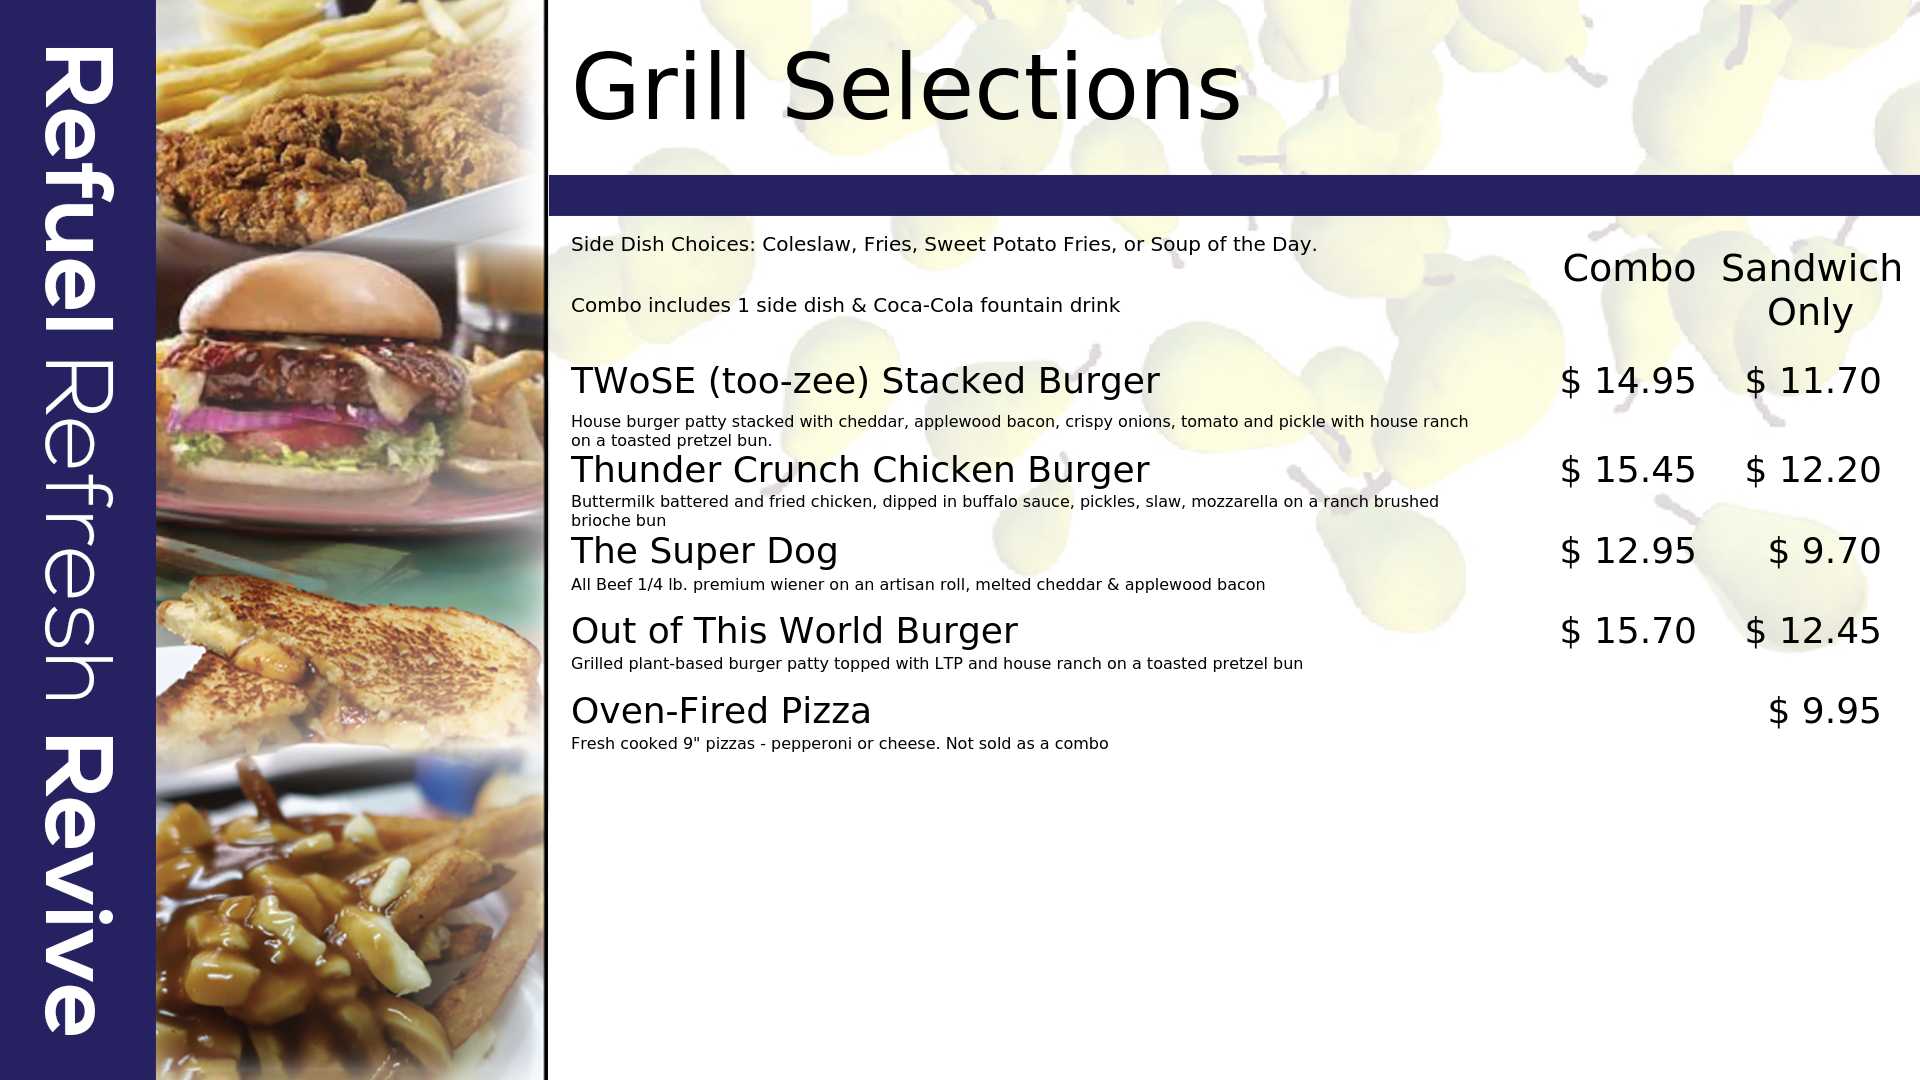 Refuel Refresh Revive
Grill Selections
Side Dish Choices: Coleslaw, Fries, Sweet Potato Fries, or Soup of the Day.
Combo includes 1 side dish & Coca-Cola fountain drink
Combo Sandwich
Only
TWoSE (too-zee) Stacked Burger $ 14.95 $ 11.70
House burger patty stacked with cheddar, applewood bacon, crispy onions, tomato and pickle with house ranch
on a toasted pretzel bun.
Thunder Crunch Chicken Burger $ 15.45 $ 12.20
Buttermilk battered and fried chicken, dipped in buffalo sauce, pickles, slaw, mozzarella on a ranch brushed
brioche bun
The Super Dog $ 12.95 $ 9.70
All Beef 1/4 lb. premium wiener on an artisan roll, melted cheddar & applewood bacon
Out of This World Burger $ 15.70 $ 12.45
Grilled plant-based burger patty topped with LTP and house ranch on a toasted pretzel bun
Oven-Fired Pizza $ 9.95
Fresh cooked 9" pizzas - pepperoni or cheese. Not sold as a combo